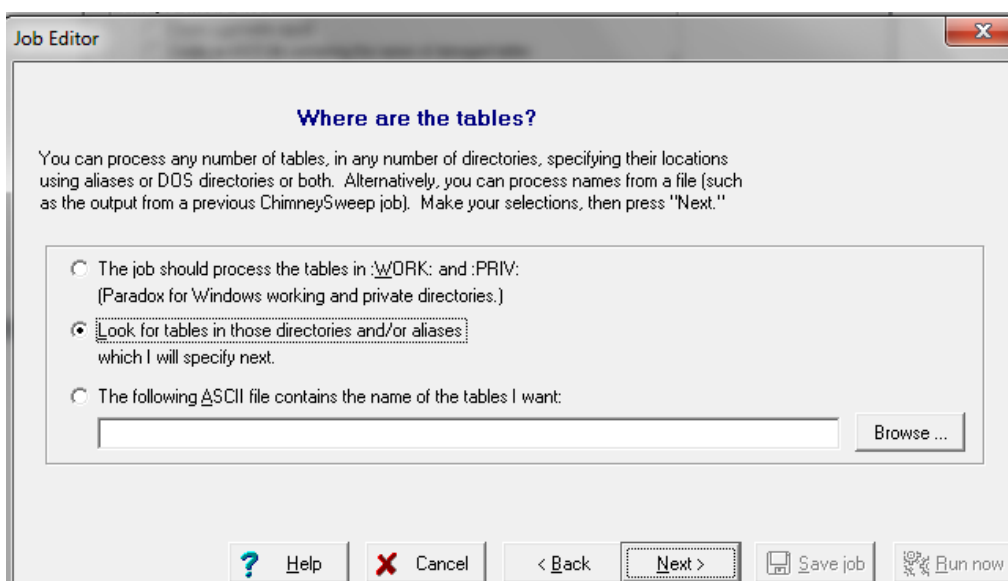 Job Editor
Where are the tables?
You can process any number of tables, in any number of directories, specifying their locations
using aliases or DOS directories or both. Alternatively, you can process names from a file (such
as the output from a previous ChimneySweep job). Make your selections, then press "Next."
The job should process the tables in :WORK: and :PRIV:
(Paradox for Windows working and private directories.)
Look for tables in those directories and/or aliases
which I will specify next.
The following ASCII file contains the name of the tables I want:
Browse ...
? Help
Cancel
< Back
Next >
Save job
Run now